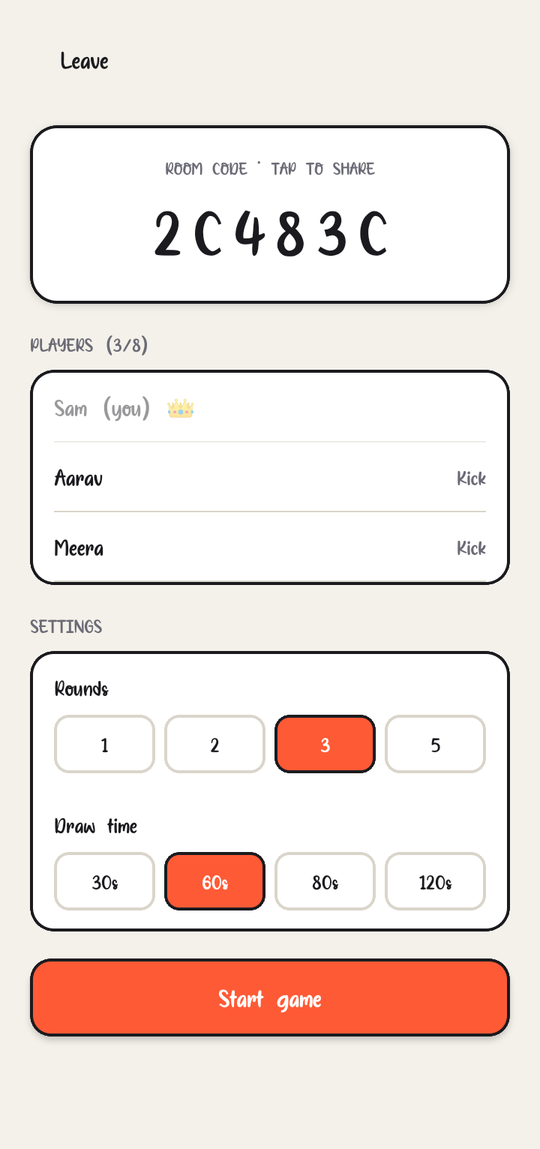 Leave
ROOM CODE · TAP TO SHARE
2C483C
PLAYERS (3/8)
Sam (you) 👑
Aarav Kick
Meera Kick
SETTINGS
Rounds
1 2 3 5
Draw time
30s 60s 80s 120s
Start game